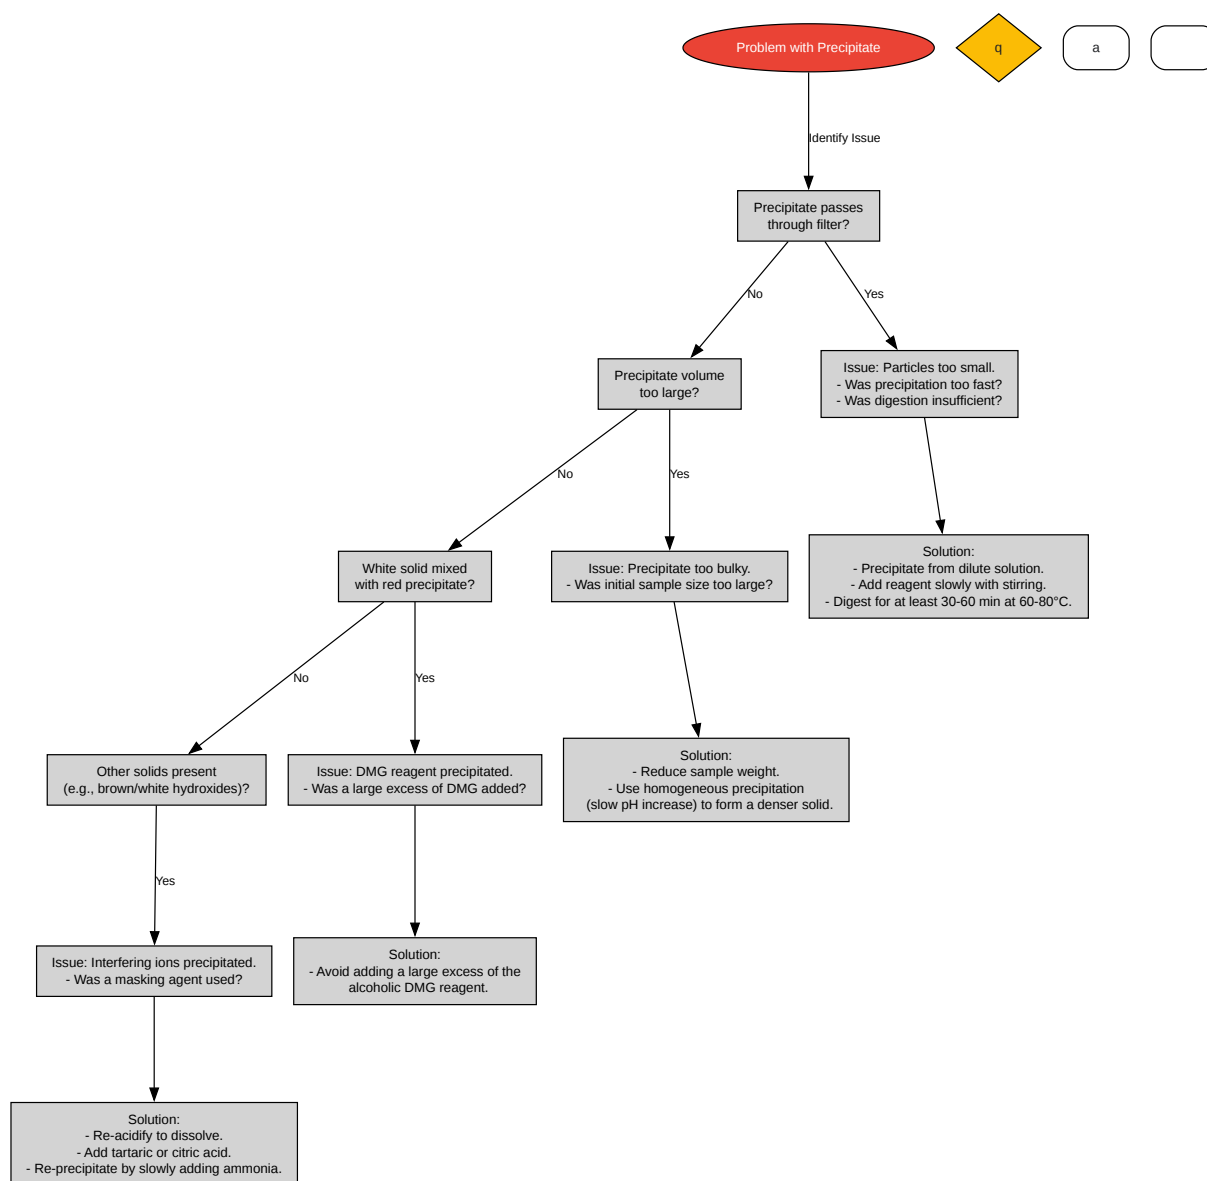 Problem with Precipitate
q
a
Identify Issue
Precipitate passes
through filter?
No
Yes
Precipitate volume
too large?
Issue: Particles too small.
- Was precipitation too fast?
- Was digestion insufficient?
No
Yes
White solid mixed
with red precipitate?
Issue: Precipitate too bulky.
- Was initial sample size too large?
Solution:
- Precipitate from dilute solution.
- Add reagent slowly with stirring.
- Digest for at least 30-60 min at 60-80°C.
No
Yes
Other solids present
(e.g., brown/white hydroxides)?
Issue: DMG reagent precipitated.
- Was a large excess of DMG added?
Solution:
- Reduce sample weight.
- Use homogeneous precipitation
(slow pH increase) to form a denser solid.
Yes
Issue: Interfering ions precipitated.
- Was a masking agent used?
Solution:
- Avoid adding a large excess of the
alcoholic DMG reagent.
Solution:
- Re-acidify to dissolve.
- Add tartaric or citric acid.
- Re-precipitate by slowly adding ammonia.